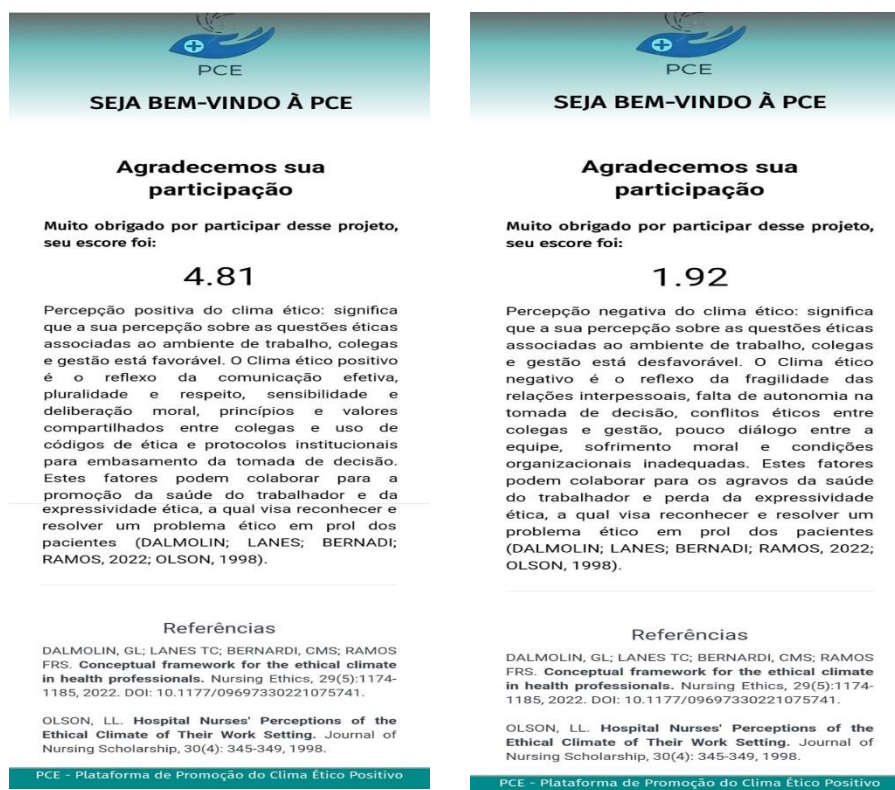 PCE
SEJA BEM-VINDO À PCE
Agradecemos sua
participação
Muito obrigado por participar desse projeto,
seu escore foi:
4.81
Percepção positiva do clima ético: significa
que a sua percepção sobre as questões éticas
associadas ao ambiente de trabalho, colegas
e gestão está favorável. O Clima ético positivo
é o reflexo da comunicação efetiva,
pluralidade e respeito, sensibilidade e
deliberação moral, princípios e valores
compartilhados entre colegas e uso de
códigos de ética e protocolos institucionais
para embasamento da tomada de decisão.
Estes fatores podem colaborar para a
promoção da saúde do trabalhador e da
expressividade ética, a qual visa reconhecer e
resolver um problema ético em prol dos
pacientes (DALMOLIN; LANES; BERNADI;
RAMOS, 2022; OLSON, 1998).
Referências
DALMOLIN, GL; LANES TC; BERNARDI, CMS; RAMOS
FRS. Conceptual framework for the ethical climate
in health professionals. Nursing Ethics, 29(5):1174-
1185, 2022. DOI: 10.1177/09697330221075741.
OLSON, LL. Hospital Nurses' Perceptions of the
Ethical Climate of Their Work Setting. Journal of
Nursing Scholarship, 30(4): 345-349, 1998.
PCE - Plataforma de Promoção do Clima Ético Positivo
PCE
SEJA BEM-VINDO À PCE
Agradecemos sua
participação
Muito obrigado por participar desse projeto,
seu escore foi:
1.92
Percepção negativa do clima ético: significa
que a sua percepção sobre as questões éticas
associadas ao ambiente de trabalho, colegas
e gestão está desfavorável. O Clima ético
negativo é o reflexo da fragilidade das
relações interpessoais, falta de autonomia na
tomada de decisão, conflitos éticos entre
colegas e gestão, pouco diálogo entre a
equipe, sofrimento moral e condições
organizacionais inadequadas. Estes fatores
podem colaborar para os agravos da saúde
do trabalhador e perda da expressividade
ética, a qual visa reconhecer e resolver um
problema ético em prol dos pacientes
(DALMOLIN; LANES; BERNADI; RAMOS, 2022;
OLSON, 1998).
Referências
DALMOLIN, GL; LANES TC; BERNARDI, CMS; RAMOS
FRS. Conceptual framework for the ethical climate
in health professionals. Nursing Ethics, 29(5):1174-
1185, 2022. DOI: 10.1177/09697330221075741.
OLSON, LL. Hospital Nurses' Perceptions of the
Ethical Climate of Their Work Setting. Journal of
Nursing Scholarship, 30(4): 345-349, 1998.
PCE - Plataforma de Promoção do Clima Ético Positivo